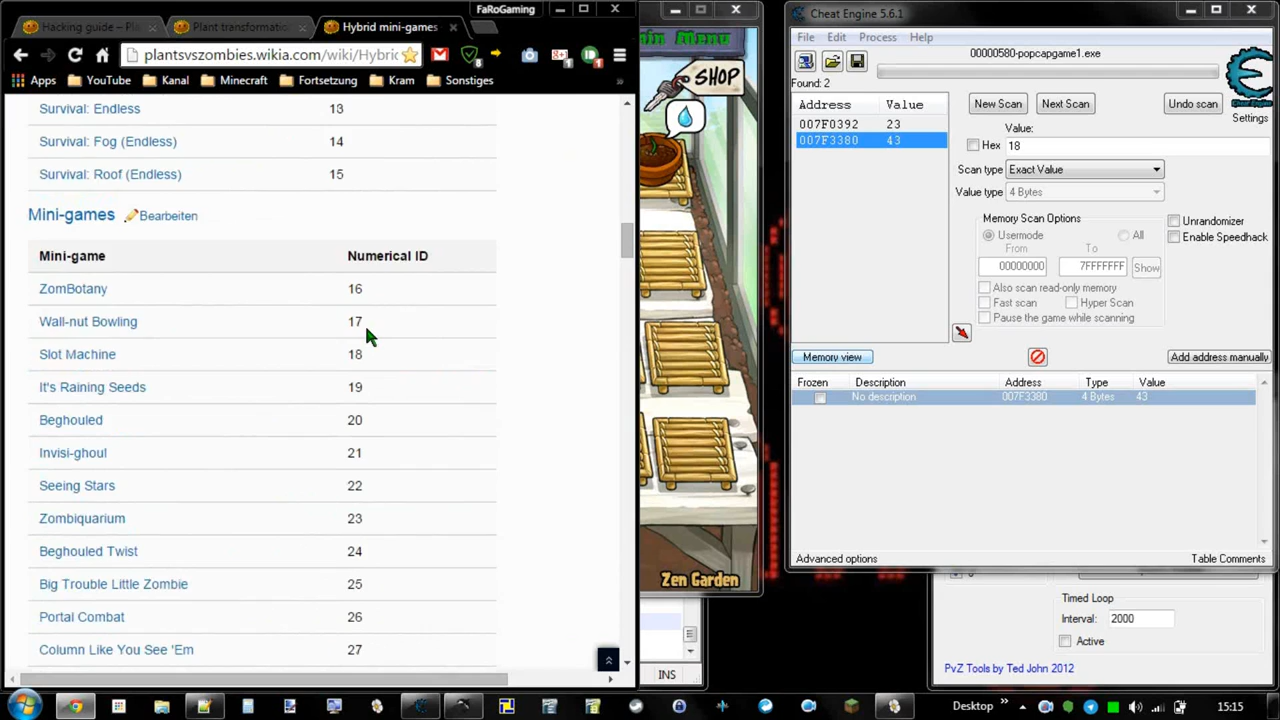 FaRoGaming
Hacking guide – Pl
Plant transformatio
Hybrid mini-games
plantsvszombies.wikia.com/wiki/Hybric
8
1
1
Apps
YouTube
Kanal
Minecraft
Fortsetzung
Kram
Sonstiges
»
Survival: Endless 13
Survival: Fog (Endless) 14
Survival: Roof (Endless) 15
Mini-games Bearbeiten
Mini-game Numerical ID
ZomBotany 16
Wall-nut Bowling 17
Slot Machine 18
It's Raining Seeds 19
Beghouled 20
Invisi-ghoul 21
Seeing Stars 22
Zombiquarium 23
Beghouled Twist 24
Big Trouble Little Zombie 25
Portal Combat 26
Column Like You See 'Em 27
ain Menu
SHOP
Zen Garden
INS
Cheat Engine 5.6.1
File Edit Process Help
00000580-popcapgame1.exe
Found: 2
Address Value
007F0392 23
007F3380 43
New Scan
Next Scan
Undo scan
Settings
Value:
Hex 18
Scan type Exact Value
Value type 4 Bytes
Memory Scan Options
Usermode
All
From To
00000000 7FFFFFFF Show
Also scan read-only memory
Fast scan
Hyper Scan
Pause the game while scanning
Unrandomizer
Enable Speedhack
Memory view
Add address manually
Frozen Description Address Type Value
No description 007F3380 4 Bytes 43
Advanced options
Table Comments
Timed Loop
Interval: 2000
Active
PvZ Tools by Ted John 2012
Desktop
»
15:15